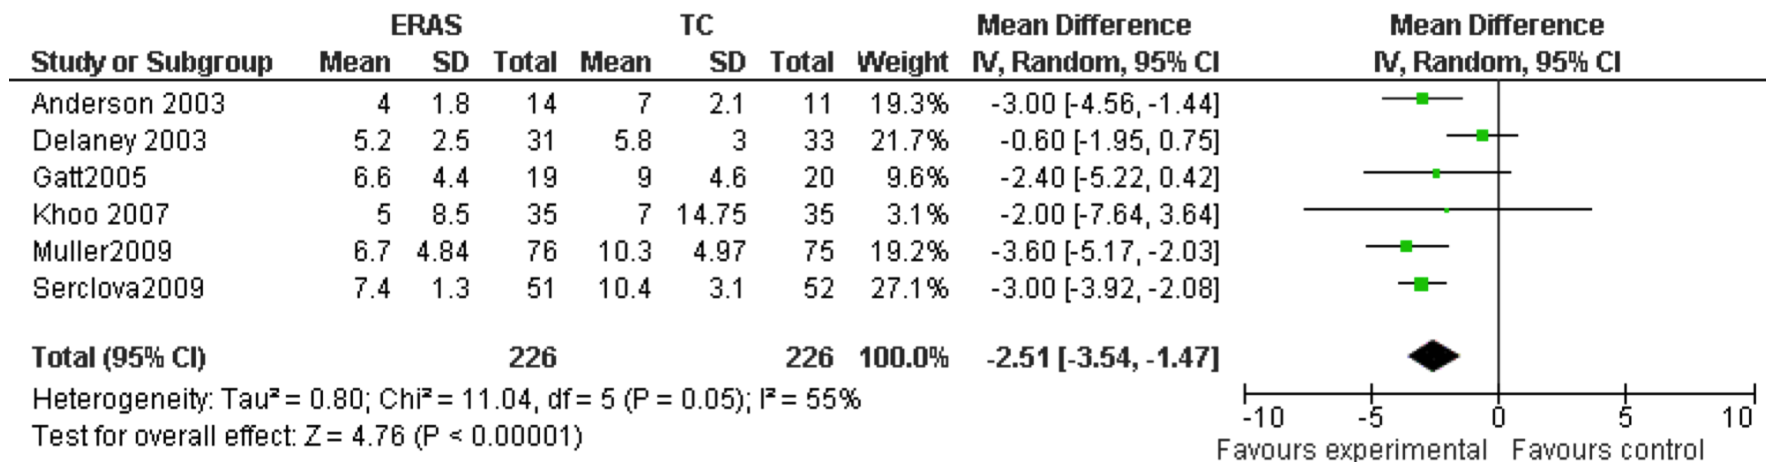 ERAS TC Mean Difference Mean Difference
Study or Subgroup Mean SD Total Mean SD Total Weight IV, Random, 95% CI IV, Random, 95% CI
Anderson 2003 4 1.8 14 7 2.1 11 19.3% -3.00 [-4.56, -1.44]
Delaney 2003 5.2 2.5 31 5.8 3 33 21.7% -0.60 [-1.95, 0.75]
Gatt2005 6.6 4.4 19 9 4.6 20 9.6% -2.40 [-5.22, 0.42]
Khoo 2007 5 8.5 35 7 14.75 35 3.1% -2.00 [-7.64, 3.64]
Muller2009 6.7 4.84 76 10.3 4.97 75 19.2% -3.60 [-5.17, -2.03]
Serclova2009 7.4 1.3 51 10.4 3.1 52 27.1% -3.00 [-3.92, -2.08]
Total (95% CI) 226 226 100.0% -2.51 [-3.54, -1.47]
Heterogeneity: Tau² = 0.80; Chi² = 11.04, df = 5 (P = 0.05); I² = 55%
Test for overall effect: Z = 4.76 (P < 0.00001)
-10 -5 0 5 10
Favours experimental Favours control